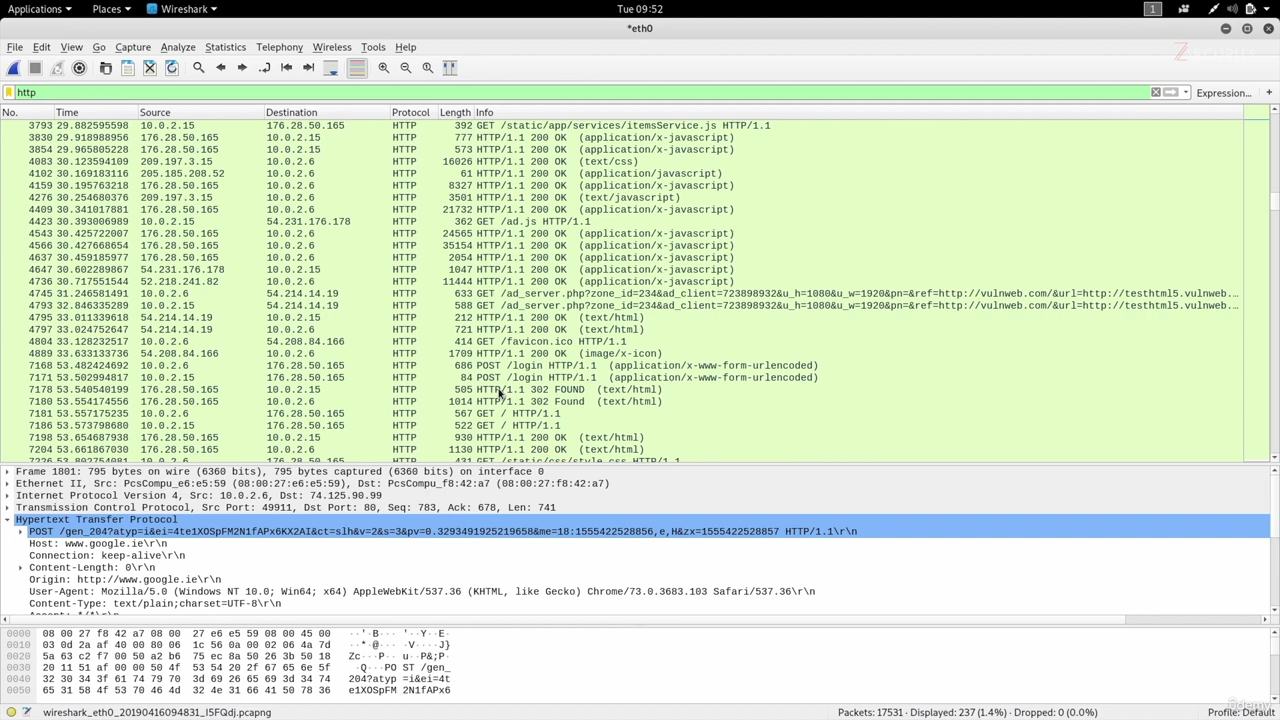 Applications Places Wireshark Tue 09:52 1
*eth0
File Edit View Go Capture Analyze Statistics Telephony Wireless Tools Help
http Expression… +
No. Time Source Destination Protocol Length Info
3793 29.882595598 10.0.2.15 176.28.50.165 HTTP 392 GET /static/app/services/itemsService.js HTTP/1.1
3830 29.918988956 176.28.50.165 10.0.2.15 HTTP 777 HTTP/1.1 200 OK (application/x-javascript)
3854 29.965805228 176.28.50.165 10.0.2.15 HTTP 573 HTTP/1.1 200 OK (application/x-javascript)
4083 30.123594109 209.197.3.15 10.0.2.6 HTTP 16026 HTTP/1.1 200 OK (text/css)
4102 30.169183116 205.185.208.52 10.0.2.6 HTTP 61 HTTP/1.1 200 OK (application/javascript)
4159 30.195763218 176.28.50.165 10.0.2.6 HTTP 8327 HTTP/1.1 200 OK (application/x-javascript)
4276 30.254680376 209.197.3.15 10.0.2.6 HTTP 3501 HTTP/1.1 200 OK (text/javascript)
4409 30.341017881 176.28.50.165 10.0.2.6 HTTP 21732 HTTP/1.1 200 OK (application/x-javascript)
4423 30.393006989 10.0.2.15 54.231.176.178 HTTP 362 GET /ad.js HTTP/1.1
4543 30.425722007 176.28.50.165 10.0.2.6 HTTP 24565 HTTP/1.1 200 OK (application/x-javascript)
4566 30.427668654 176.28.50.165 10.0.2.6 HTTP 35154 HTTP/1.1 200 OK (application/x-javascript)
4637 30.459185977 176.28.50.165 10.0.2.6 HTTP 2054 HTTP/1.1 200 OK (application/x-javascript)
4647 30.602289867 54.231.176.178 10.0.2.15 HTTP 1047 HTTP/1.1 200 OK (application/x-javascript)
4736 30.717551544 52.218.241.82 10.0.2.6 HTTP 11444 HTTP/1.1 200 OK (application/x-javascript)
4745 31.246581491 10.0.2.6 54.214.14.19 HTTP 633 GET /ad_server.php?zone_id=234&ad_client=723898932&u_h=1080&u_w=1920&pn=&ref=http://vulnweb.com/&url=http://testhtml5.vulnweb.…
4793 32.846335289 10.0.2.15 54.214.14.19 HTTP 588 GET /ad_server.php?zone_id=234&ad_client=723898932&u_h=1080&u_w=1920&pn=&ref=http://vulnweb.com/&url=http://testhtml5.vulnweb.…
4795 33.011339618 54.214.14.19 10.0.2.15 HTTP 212 HTTP/1.1 200 OK (text/html)
4797 33.024752647 54.214.14.19 10.0.2.6 HTTP 721 HTTP/1.1 200 OK (text/html)
4804 33.128232517 10.0.2.6 54.208.84.166 HTTP 414 GET /favicon.ico HTTP/1.1
4889 33.633133736 54.208.84.166 10.0.2.6 HTTP 1709 HTTP/1.1 200 OK (image/x-icon)
7168 53.482424692 10.0.2.6 176.28.50.165 HTTP 686 POST /login HTTP/1.1 (application/x-www-form-urlencoded)
7171 53.502994817 10.0.2.15 176.28.50.165 HTTP 84 POST /login HTTP/1.1 (application/x-www-form-urlencoded)
7178 53.540540199 176.28.50.165 10.0.2.15 HTTP 505 HTTP/1.1 302 FOUND (text/html)
7180 53.554174556 176.28.50.165 10.0.2.6 HTTP 1014 HTTP/1.1 302 Found (text/html)
7181 53.557175235 10.0.2.6 176.28.50.165 HTTP 567 GET / HTTP/1.1
7186 53.573798680 10.0.2.15 176.28.50.165 HTTP 522 GET / HTTP/1.1
7198 53.654687938 176.28.50.165 10.0.2.15 HTTP 930 HTTP/1.1 200 OK (text/html)
7204 53.661867030 176.28.50.165 10.0.2.6 HTTP 1130 HTTP/1.1 200 OK (text/html)
7226 53.802754081 10.0.2.6 176.28.50.165 HTTP 431 GET /static/css/style.css HTTP/1.1
Frame 1801: 795 bytes on wire (6360 bits), 795 bytes captured (6360 bits) on interface 0
Ethernet II, Src: PcsCompu_e6:e5:59 (08:00:27:e6:e5:59), Dst: PcsCompu_f8:42:a7 (08:00:27:f8:42:a7)
Internet Protocol Version 4, Src: 10.0.2.6, Dst: 74.125.90.99
Transmission Control Protocol, Src Port: 49911, Dst Port: 80, Seq: 783, Ack: 678, Len: 741
Hypertext Transfer Protocol
POST /gen_204?atyp=i&ei=4te1XOSpFM2N1fAPx6KX2AI&ct=slh&v=2&s=3&pv=0.3293491925219658&me=18:1555422528856,e,H&zx=1555422528857 HTTP/1.1\r\n
Host: www.google.ie\r\n
Connection: keep-alive\r\n
Content-Length: 0\r\n
Origin: http://www.google.ie\r\n
User-Agent: Mozilla/5.0 (Windows NT 10.0; Win64; x64) AppleWebKit/537.36 (KHTML, like Gecko) Chrome/73.0.3683.103 Safari/537.36\r\n
Content-Type: text/plain;charset=UTF-8\r\n
Accept: */*\r\n
0000 08 00 27 f8 42 a7 08 00 27 e6 e5 59 08 00 45 00 ··'·B··· '··Y··E·
0010 03 0d 2a af 40 00 80 06 1c 56 0a 00 02 06 4a 7d ··*·@··· ·V····J}
0020 5a 63 c2 f7 00 50 a2 b6 75 ec 8a 50 26 3b 50 18 Zc···P·· u··P&;P·
0030 20 11 51 af 00 00 50 4f 53 54 20 2f 67 65 6e 5f ·Q···PO ST /gen_
0040 32 30 34 3f 61 74 79 70 3d 69 26 65 69 3d 34 74 204?atyp =i&ei=4t
0050 65 31 58 4f 53 70 46 4d 32 4e 31 66 41 50 78 36 e1XOSpFM 2N1fAPx6
wireshark_eth0_20190416094831_I5FQdj.pcapng Packets: 17531 · Displayed: 237 (1.4%) · Dropped: 0 (0.0%) Profile: Default